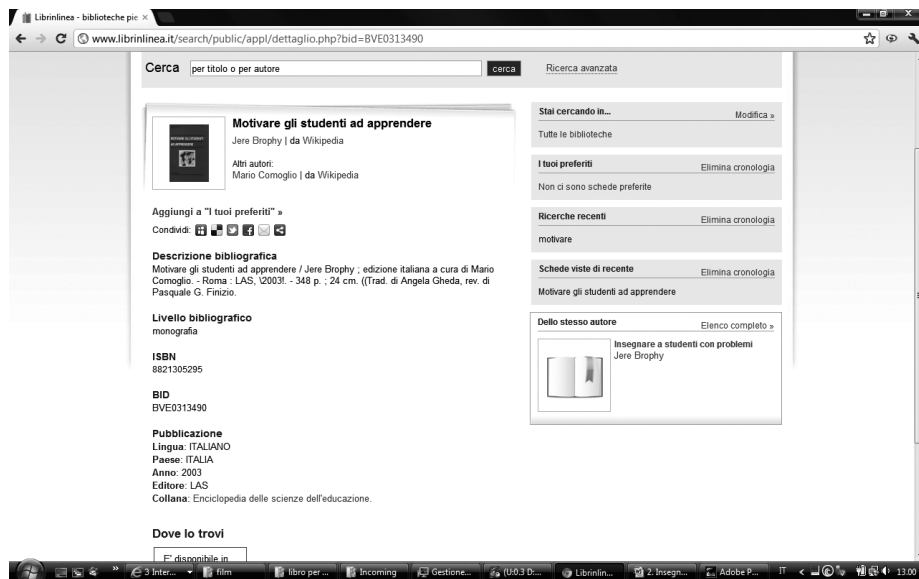 Librinlinea - biblioteche pie ×
www.librinlinea.it/search/public/appl/dettaglio.php?bid=BVE0313490
Cerca per titolo o per autore cerca Ricerca avanzata
Motivare gli studenti ad apprendere
Jere Brophy | da Wikipedia
Altri autori:
Mario Comoglio | da Wikipedia
Aggiungi a "I tuoi preferiti" »
Condividi:
Descrizione bibliografica
Motivare gli studenti ad apprendere / Jere Brophy ; edizione italiana a cura di Mario
Comoglio. - Roma : LAS, \2003!. - 348 p. ; 24 cm. ((Trad. di Angela Gheda, rev. di
Pasquale G. Finizio.
Livello bibliografico
monografia
ISBN
8821305295
BID
BVE0313490
Pubblicazione
Lingua: ITALIANO
Paese: ITALIA
Anno: 2003
Editore: LAS
Collana: Enciclopedia delle scienze dell'educazione.
Dove lo trovi
E' disponibile in
Stai cercando in... Modifica »
Tutte le biblioteche
I tuoi preferiti Elimina cronologia
Non ci sono schede preferite
Ricerche recenti Elimina cronologia
motivare
Schede viste di recente Elimina cronologia
Motivare gli studenti ad apprendere
Dello stesso autore Elenco completo »
Insegnare a studenti con problemi
Jere Brophy
3 Inter... film libro per ... Incoming Gestione... (U:0.3 D:... Librinlin... 2. Insegn... Adobe P... IT 13.00